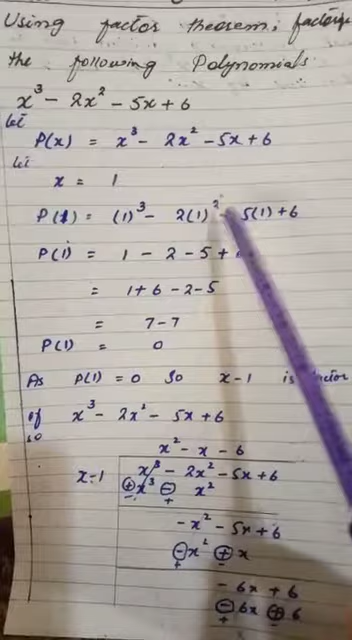 Using factor theorem, factorize
the following Polynomials
x³ - 2x² - 5x + 6
let
P(x) = x³ - 2x² - 5x + 6
let
x = 1
P(1) = (1)³ - 2(1)² - 5(1) + 6
P(1) = 1 - 2 - 5 +
= 1 + 6 - 2 - 5
= 7 - 7
P(1) = 0
As P(1) = 0 So x - 1 is factor
of x³ - 2x² - 5x + 6
so
x² - x - 6
x-1 x³ - 2x² - 5x + 6
⊕x³ ⊖ x²
- +
-x² - 5x + 6
⊖x² ⊕ x
+ -
- 6x + 6
⊖ 6x ⊕ 6
+ -